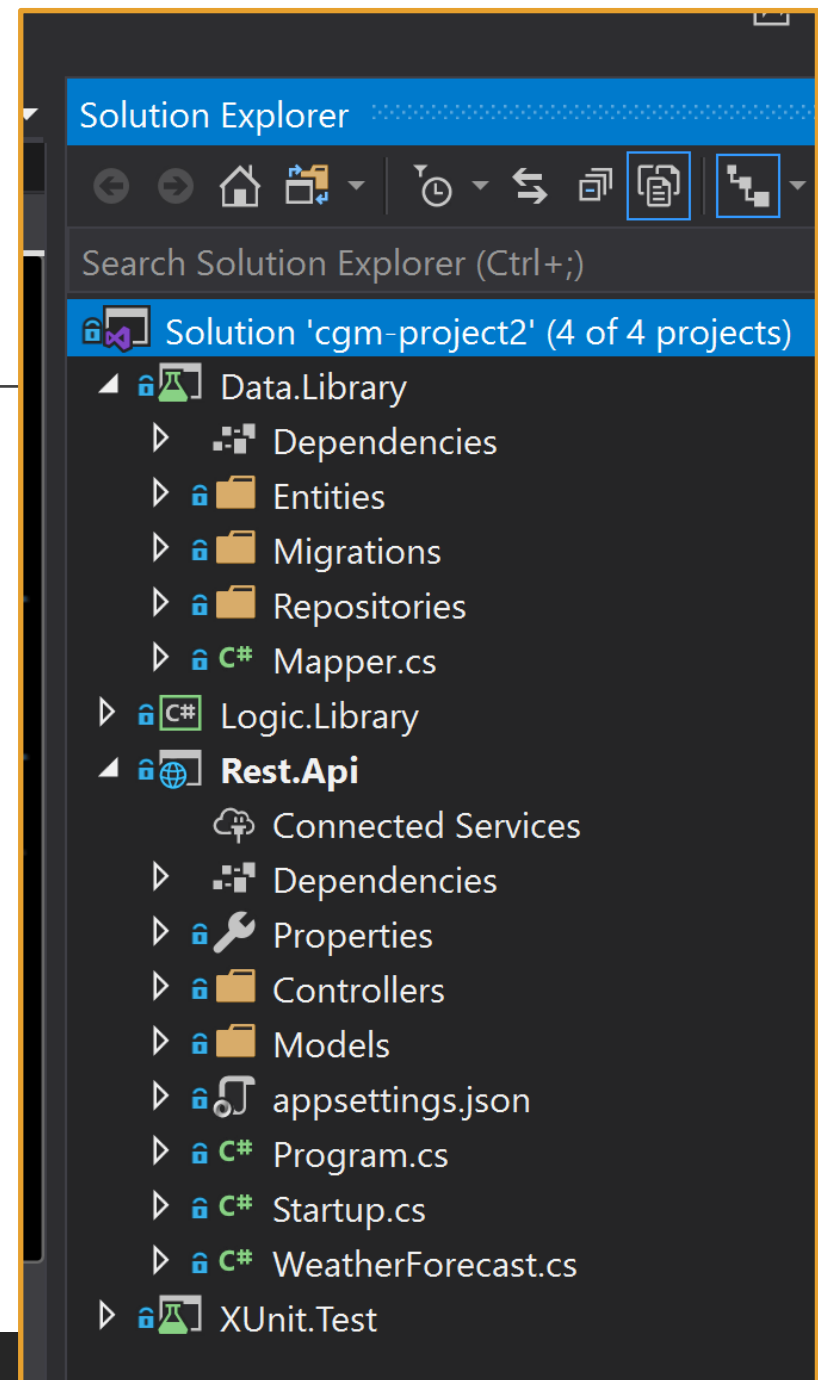 Solution Explorer
Search Solution Explorer (Ctrl+;)
Solution 'cgm-project2' (4 of 4 projects)
Data.Library
Dependencies
Entities
Migrations
Repositories
C# Mapper.cs
C# Logic.Library
Rest.Api
Connected Services
Dependencies
Properties
Controllers
Models
appsettings.json
C# Program.cs
C# Startup.cs
C# WeatherForecast.cs
XUnit.Test